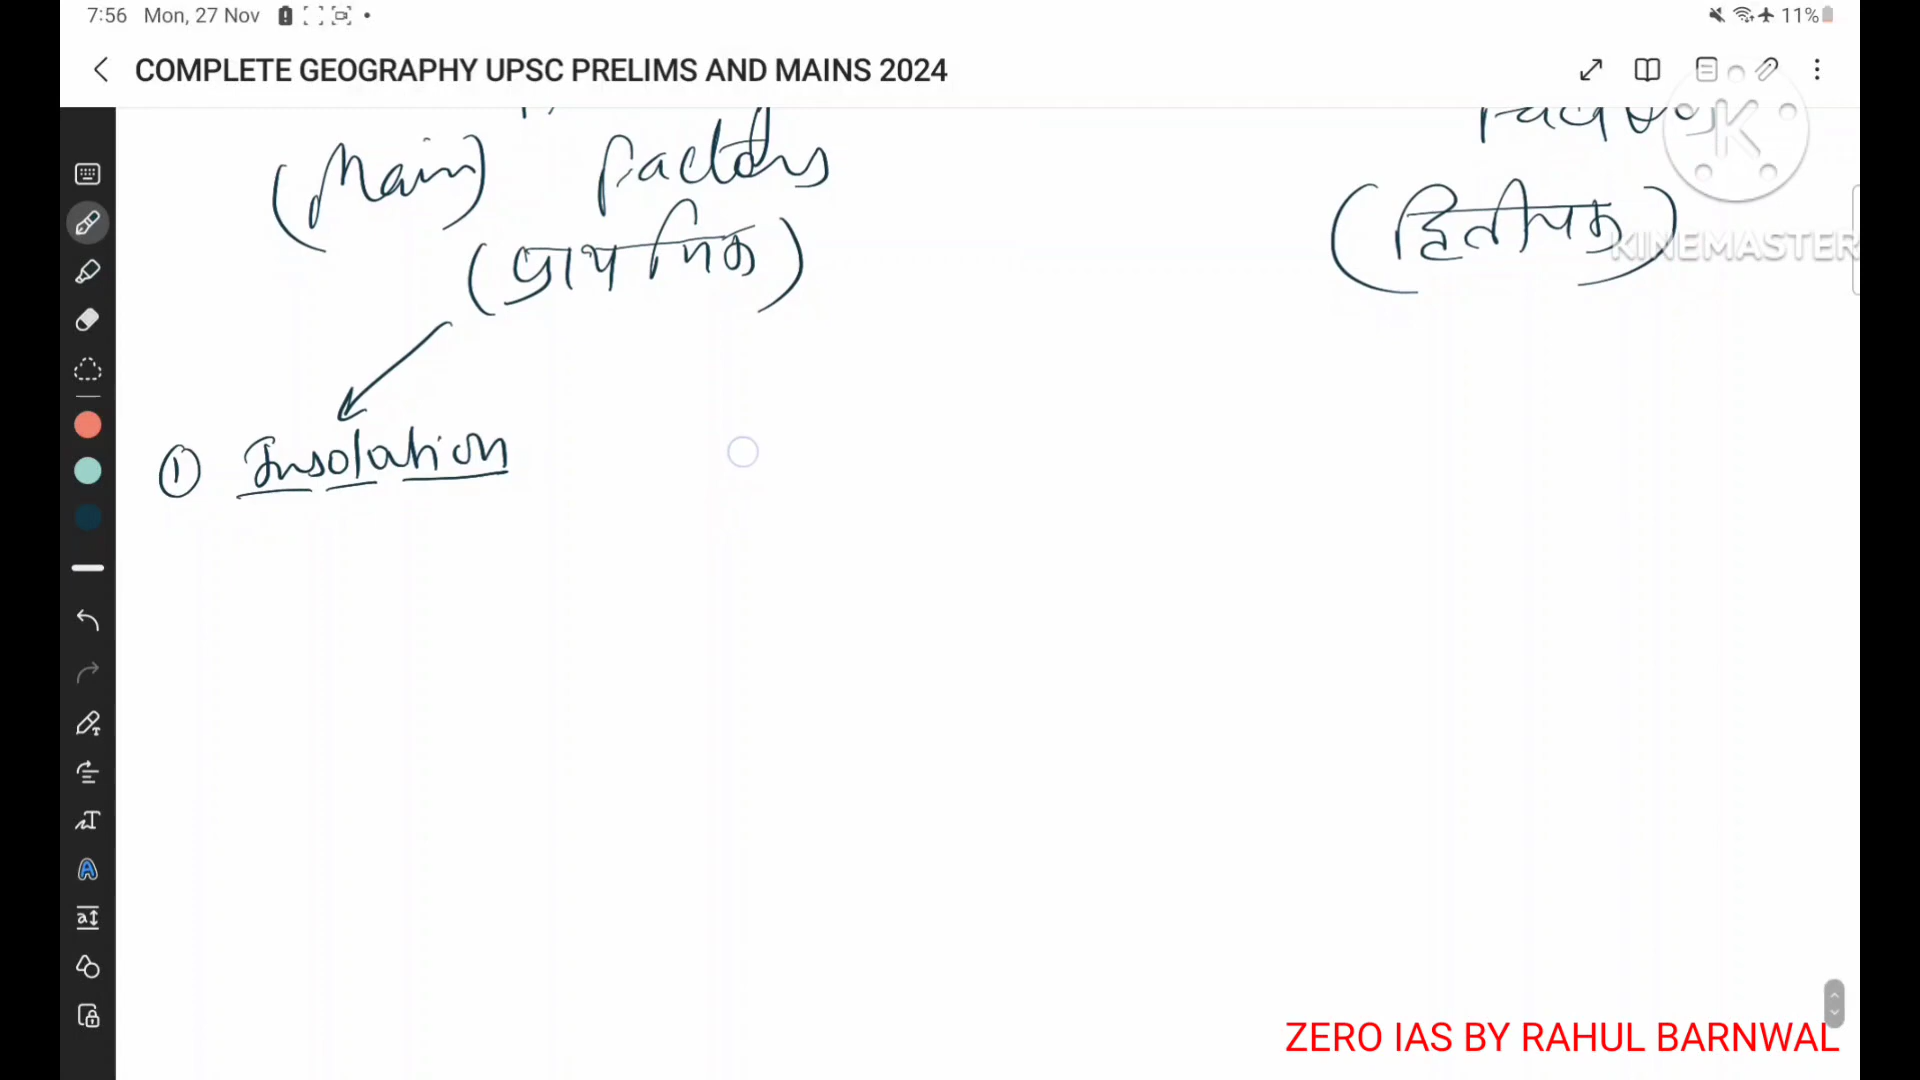 7:56 Mon, 27 Nov
11%
COMPLETE GEOGRAPHY UPSC PRELIMS AND MAINS 2024
(Main) Factors
(प्राथमिक)
(द्वितीयक)
KINEMASTER
① Insolation
ZERO IAS BY RAHUL BARNWAL